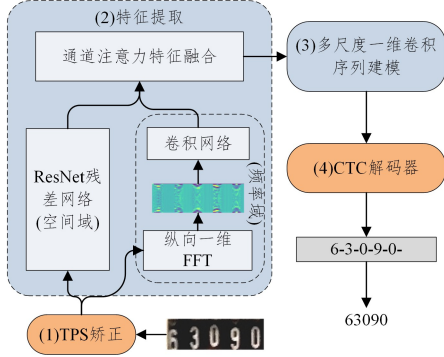 (2)特征提取
通道注意力特征融合
(3)多尺度一维卷积
序列建模
卷积网络
ResNet残
差网络
(空间域)
(频率域)
纵向一维
FFT
(4)CTC解码器
6-3-0-9-0-
63090
(1)TPS矫正
63090